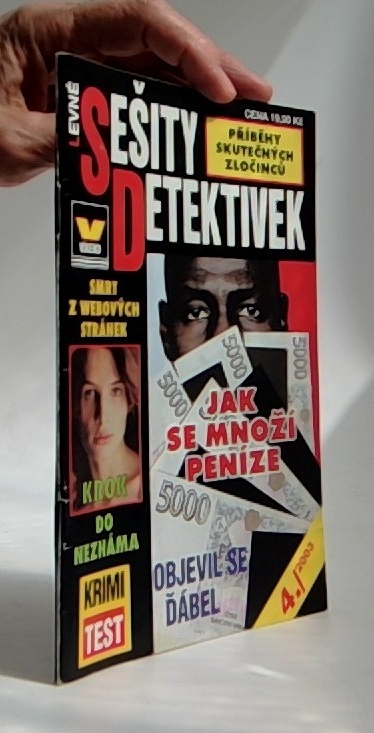 LEVNÉ
SEŠITY
DETEKTIVEK
CENA 19,90 Kč
PŘÍBĚHY
SKUTEČNÝCH
ZLOČINCŮ
V
SMRT
Z WEBOVÝCH
STRÁNEK
5000
5000
5000
JAK
SE MNOŽÍ
PENÍZE
KROK
DO
NEZNÁMA
5000
OBJEVIL SE
ĎÁBEL
KRIMI
TEST
4./2003